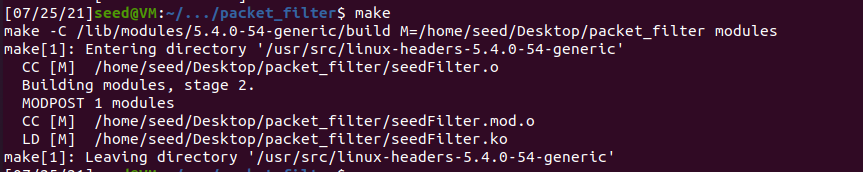 [07/25/21]seed@VM:~/.../packet_filter$ make
make -C /lib/modules/5.4.0-54-generic/build M=/home/seed/Desktop/packet_filter modules
make[1]: Entering directory '/usr/src/linux-headers-5.4.0-54-generic'
  CC [M]  /home/seed/Desktop/packet_filter/seedFilter.o
  Building modules, stage 2.
  MODPOST 1 modules
  CC [M]  /home/seed/Desktop/packet_filter/seedFilter.mod.o
  LD [M]  /home/seed/Desktop/packet_filter/seedFilter.ko
make[1]: Leaving directory '/usr/src/linux-headers-5.4.0-54-generic'